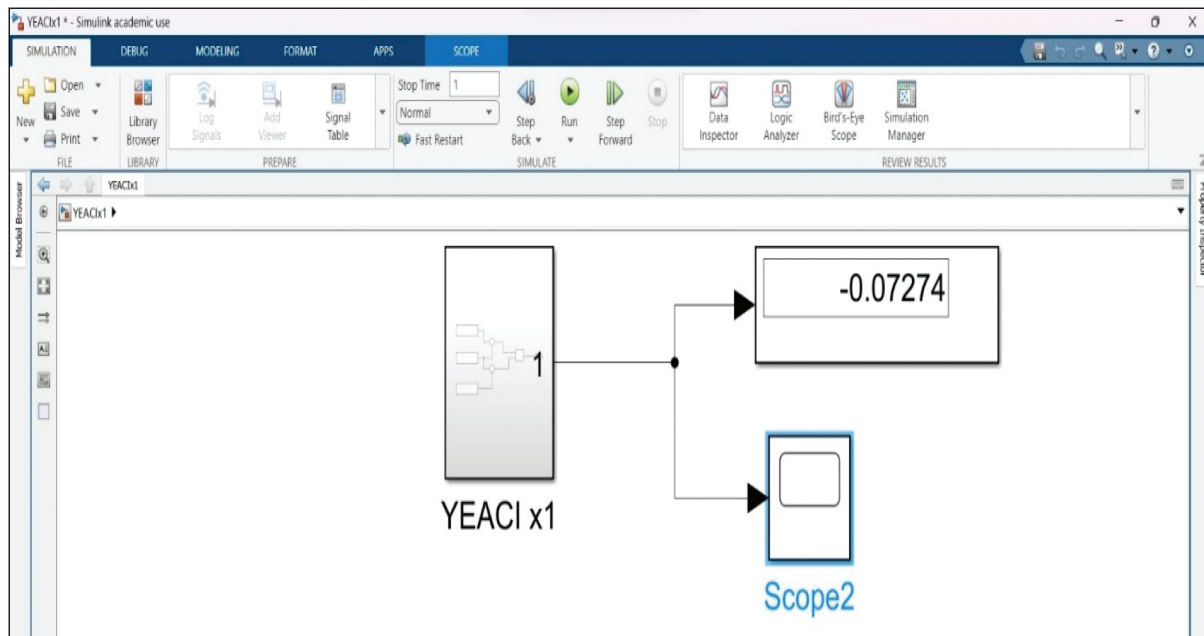 YEACIx1 * - Simulink academic use
SIMULATION DEBUG MODELING FORMAT APPS SCOPE
New
Open
Save
Print
FILE
Library
Browser
LIBRARY
Log
Signals
Add
Viewer
Signal
Table
PREPARE
Stop Time 1
Normal
Fast Restart
Step
Back
Run
Step
Forward
Stop
SIMULATE
Data
Inspector
Logic
Analyzer
Bird's-Eye
Scope
Simulation
Manager
REVIEW RESULTS
Model Browser
YEACIx1
YEACIx1
Property Inspector
-0.07274
1
YEACI x1
Scope2